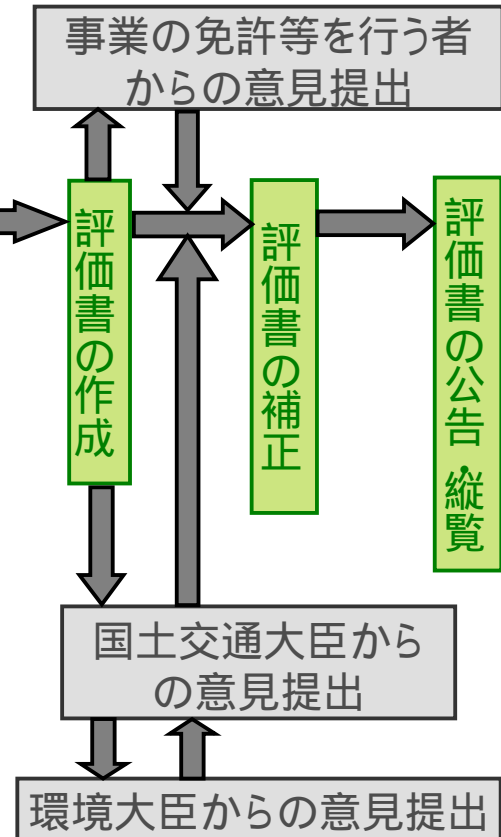 事業の免許等を行う者
からの意見提出
評価書の作成
評価書の補正
評価書の公告・縦覧
国土交通大臣から
の意見提出
環境大臣からの意見提出